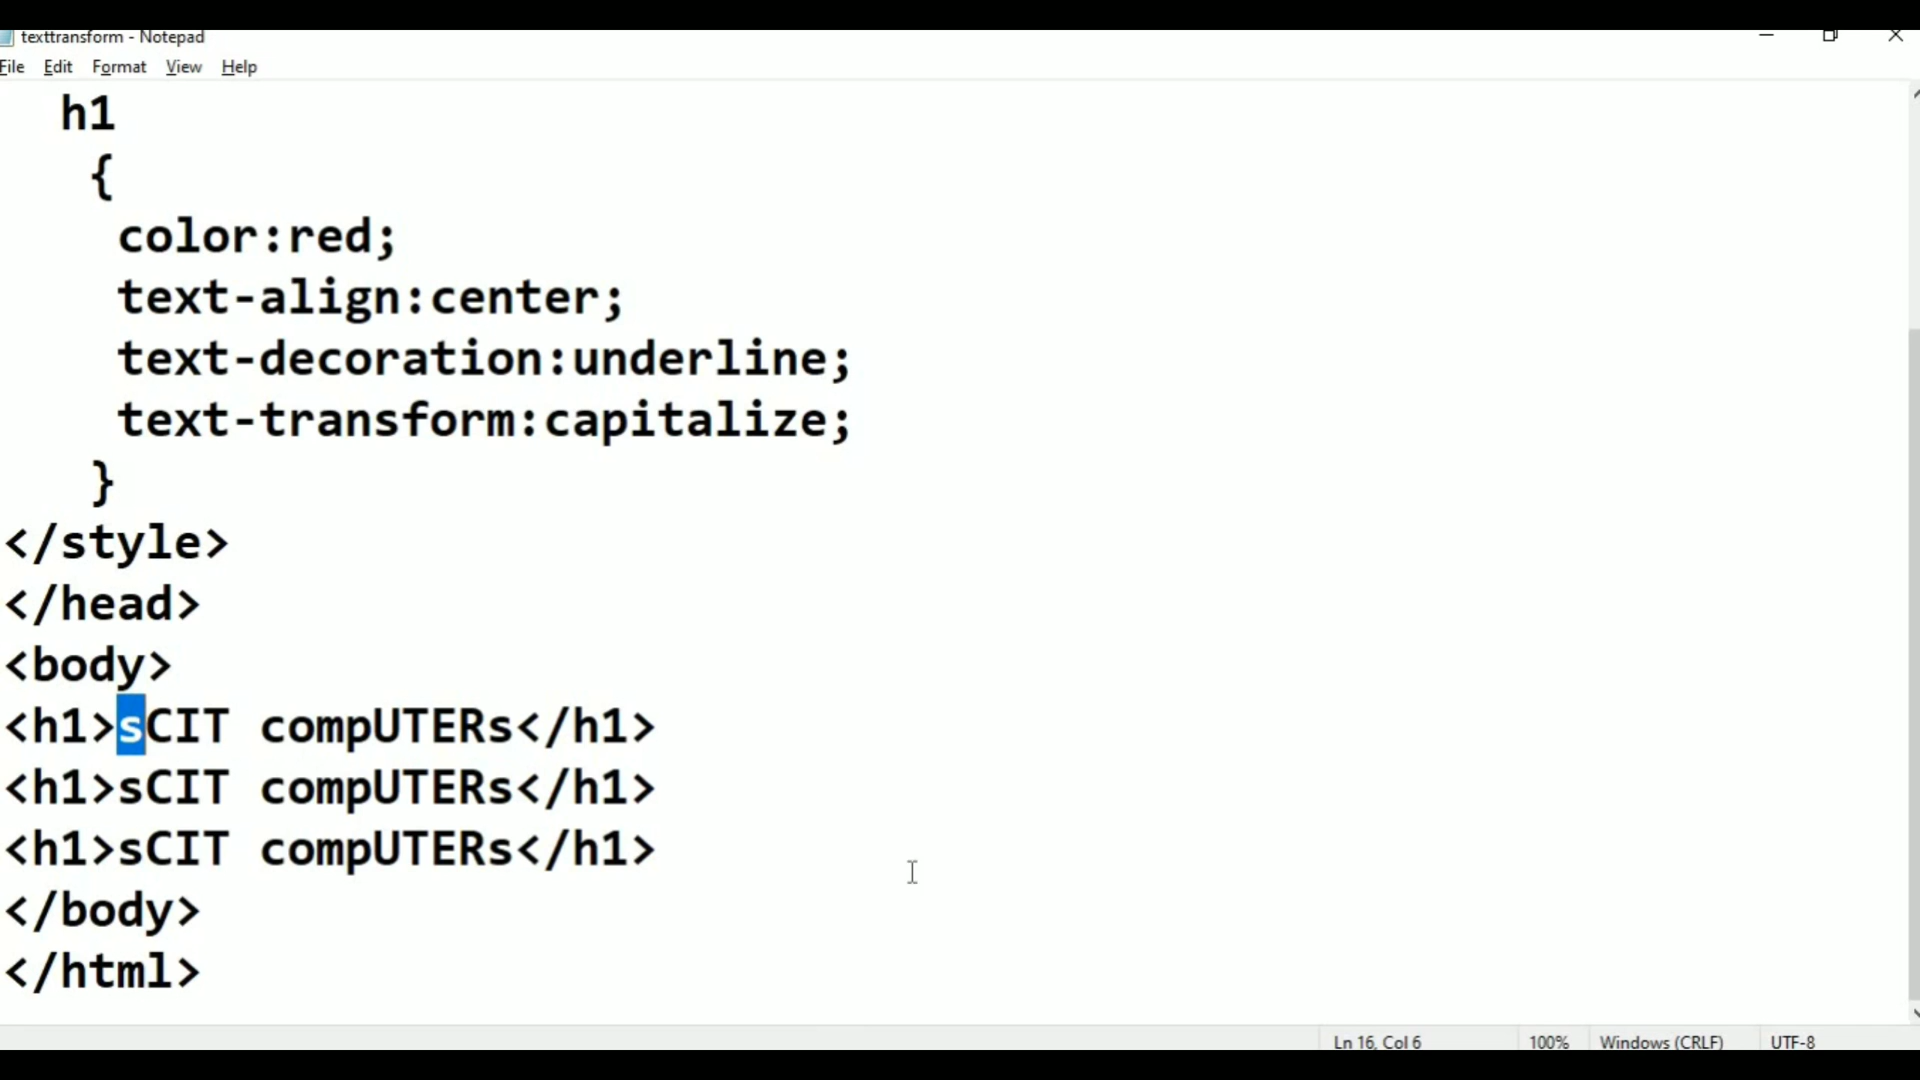 texttransform - Notepad
File Edit Format View Help
h1
{
color:red;
text-align:center;
text-decoration:underline;
text-transform:capitalize;
}
</style>
</head>
<body>
<h1>sCIT compUTERs</h1>
<h1>sCIT compUTERs</h1>
<h1>sCIT compUTERs</h1>
</body>
</html>
Ln 16, Col 6 100% Windows (CRLF) UTF-8